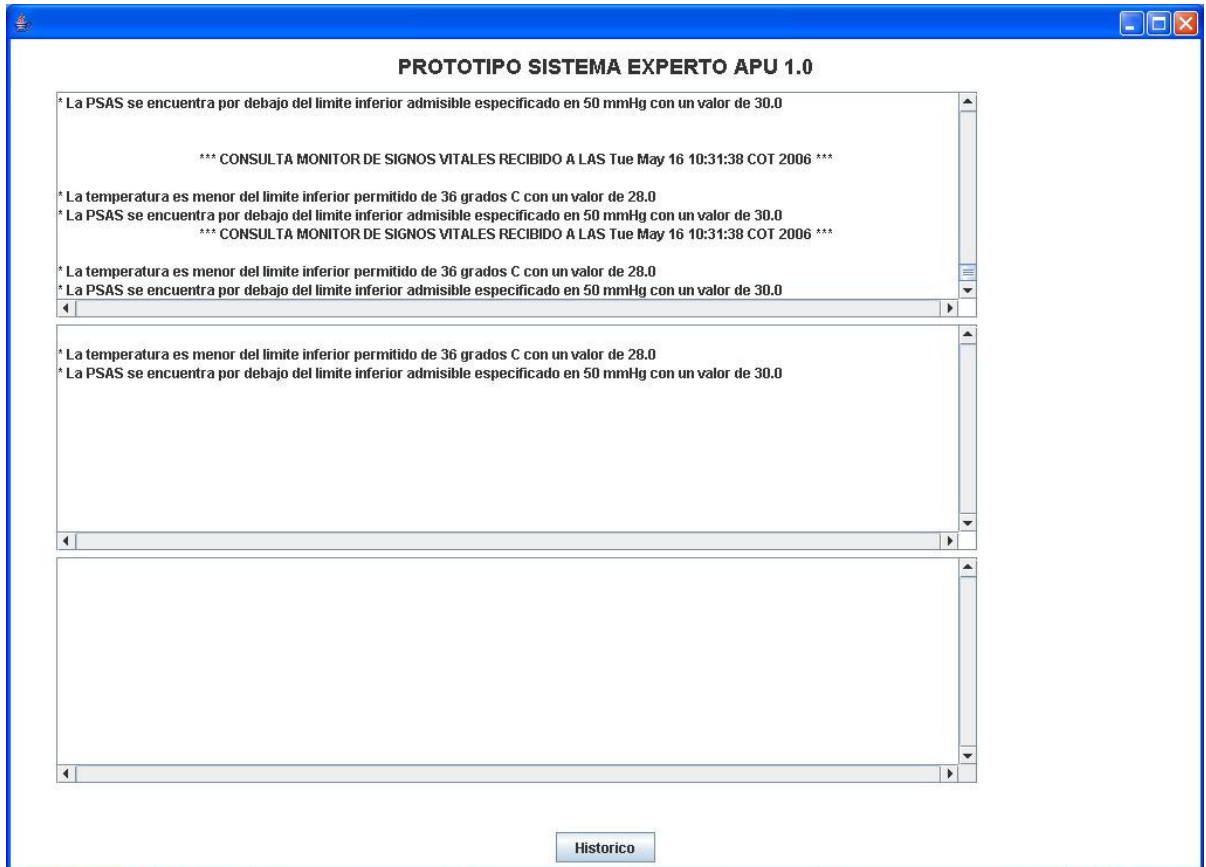 PROTOTIPO SISTEMA EXPERTO APU 1.0
* La PSAS se encuentra por debajo del limite inferior admisible especificado en 50 mmHg con un valor de 30.0
*** CONSULTA MONITOR DE SIGNOS VITALES RECIBIDO A LAS Tue May 16 10:31:38 COT 2006 ***
* La temperatura es menor del limite inferior permitido de 36 grados C con un valor de 28.0
* La PSAS se encuentra por debajo del limite inferior admisible especificado en 50 mmHg con un valor de 30.0
*** CONSULTA MONITOR DE SIGNOS VITALES RECIBIDO A LAS Tue May 16 10:31:38 COT 2006 ***
* La temperatura es menor del limite inferior permitido de 36 grados C con un valor de 28.0
* La PSAS se encuentra por debajo del limite inferior admisible especificado en 50 mmHg con un valor de 30.0
* La temperatura es menor del limite inferior permitido de 36 grados C con un valor de 28.0
* La PSAS se encuentra por debajo del limite inferior admisible especificado en 50 mmHg con un valor de 30.0
Historico